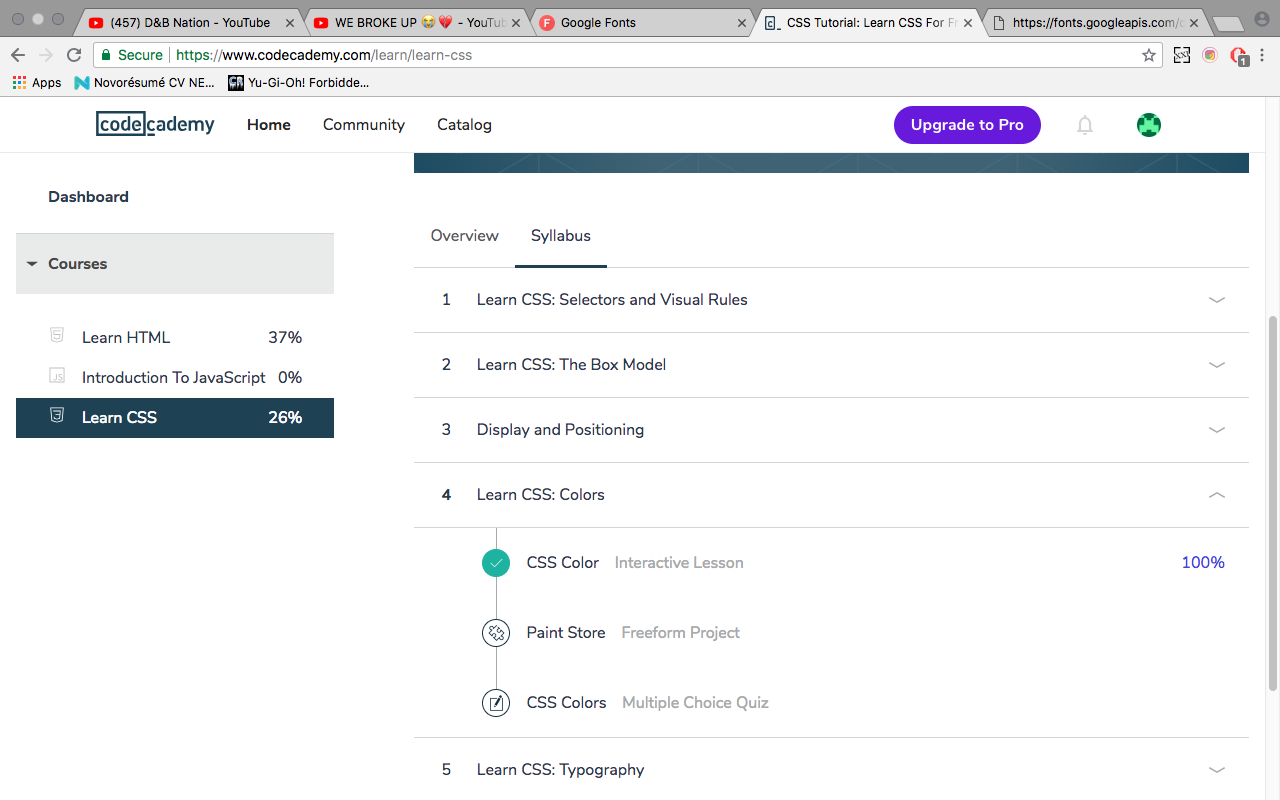 (457) D&B Nation - YouTube
WE BROKE UP 😭💔 - YouTub
Google Fonts
CSS Tutorial: Learn CSS For Fr
https://fonts.googleapis.com/c
Secure https://www.codecademy.com/learn/learn-css
1
Apps Novorésumé CV NE... Yu-Gi-Oh! Forbidde...
codecademy Home Community Catalog Upgrade to Pro
Dashboard
Courses
Learn HTML 37%
JS Introduction To JavaScript 0%
Learn CSS 26%
Overview Syllabus
1 Learn CSS: Selectors and Visual Rules
2 Learn CSS: The Box Model
3 Display and Positioning
4 Learn CSS: Colors
CSS Color Interactive Lesson 100%
Paint Store Freeform Project
CSS Colors Multiple Choice Quiz
5 Learn CSS: Typography